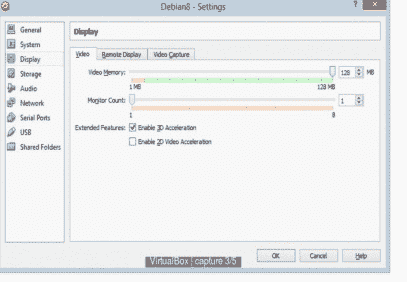 Debian8 - Settings
?
General
System
Display
Storage
Audio
Network
Serial Ports
USB
Shared Folders
Display
Video
Remote Display
Video Capture
Video Memory:
128
MB
1 MB
128 MB
Monitor Count:
1
1
8
Extended Features:
Enable 3D Acceleration
Enable 2D Video Acceleration
VirtualBox | capture 3/5
OK
Cancel
Help